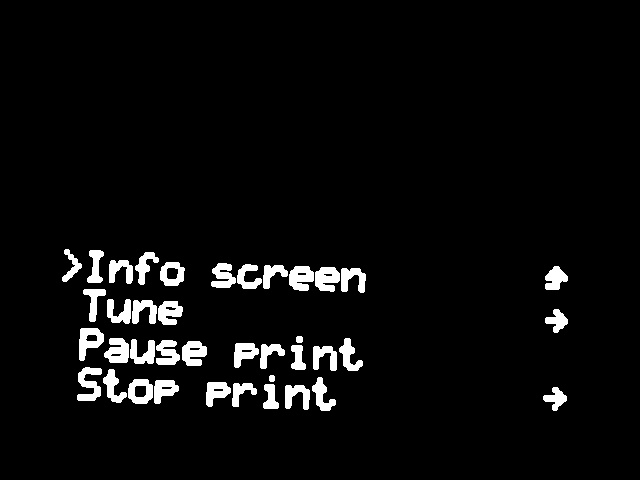 >Info screen ⬏
Tune →
Pause print
Stop print →